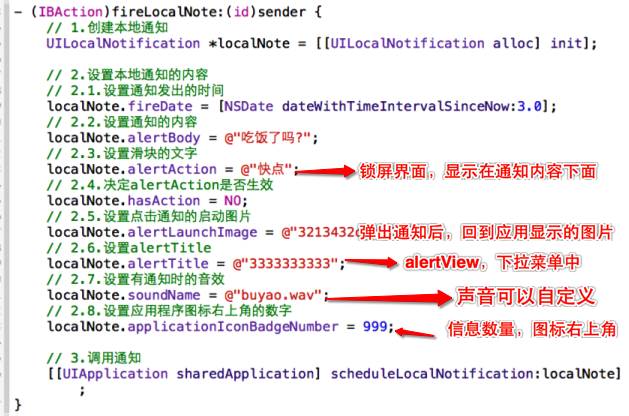 - (IBAction)fireLocalNote:(id)sender {
// 1.创建本地通知
UILocalNotification *localNote = [[UILocalNotification alloc] init];
// 2.设置本地通知的内容
// 2.1.设置通知发出的时间
localNote.fireDate = [NSDate dateWithTimeIntervalSinceNow:3.0];
// 2.2.设置通知的内容
localNote.alertBody = @"吃饭了吗?";
// 2.3.设置滑块的文字
localNote.alertAction = @"快点"; 锁屏界面，显示在通知内容下面
// 2.4.决定alertAction是否生效
localNote.hasAction = NO;
// 2.5.设置点击通知的启动图片
localNote.alertLaunchImage = @"3213432 弹出通知后，回到应用显示的图片
// 2.6.设置alertTitle
localNote.alertTitle = @"3333333333"; alertView，下拉菜单中
// 2.7.设置有通知时的音效
localNote.soundName = @"buyao.wav"; 声音可以自定义
// 2.8.设置应用程序图标右上角的数字
localNote.applicationIconBadgeNumber = 999; 信息数量，图标右上角
// 3.调用通知
[[UIApplication sharedApplication] scheduleLocalNotification:localNote]
;
}